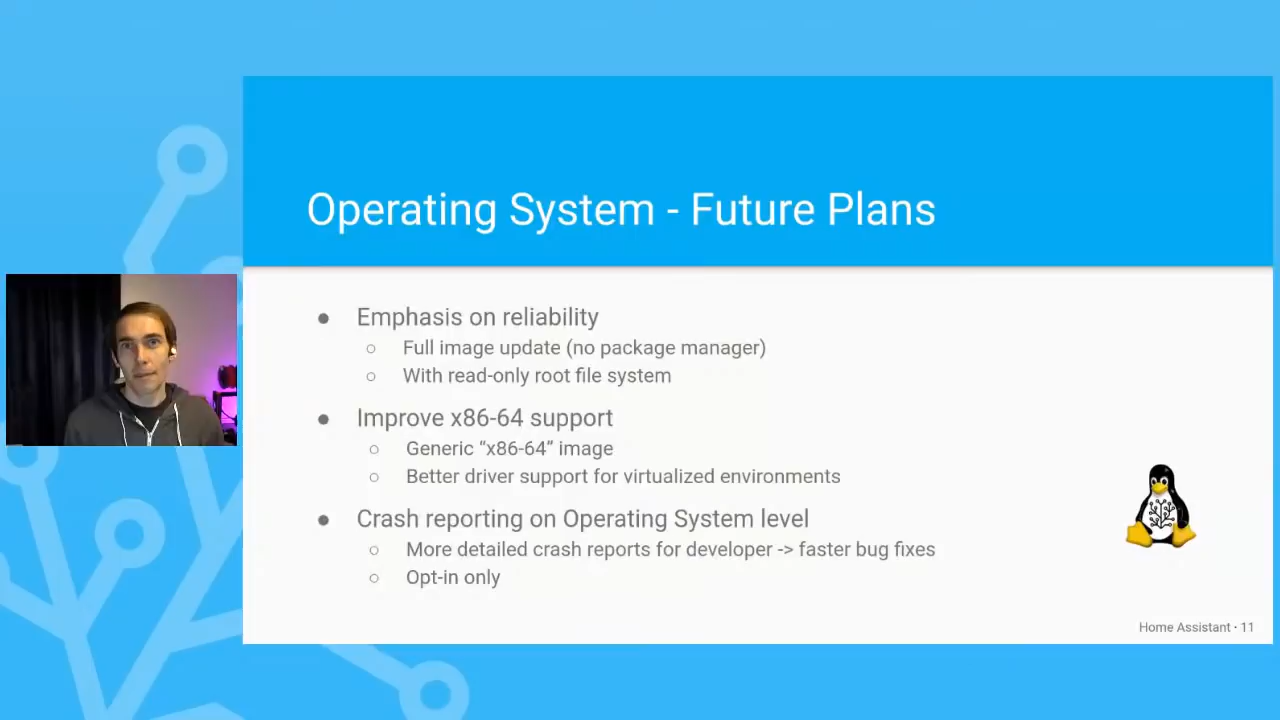 Operating System - Future Plans
● Emphasis on reliability
○ Full image update (no package manager)
○ With read-only root file system
● Improve x86-64 support
○ Generic “x86-64“ image
○ Better driver support for virtualized environments
● Crash reporting on Operating System level
○ More detailed crash reports for developer -> faster bug fixes
○ Opt-in only
Home Assistant · 11